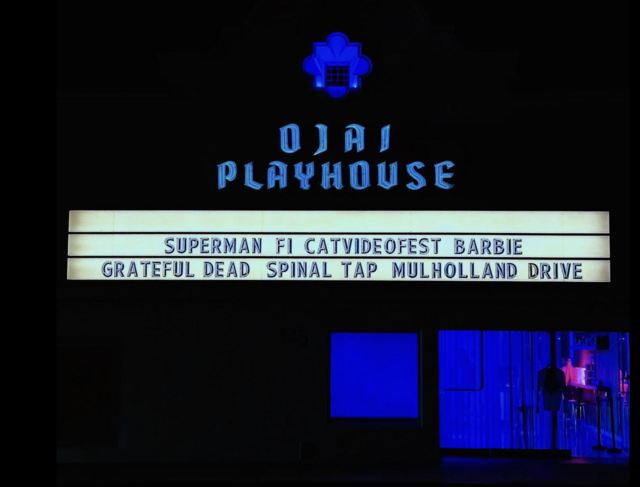 OJAI
PLAYHOUSE
SUPERMAN F1 CATVIDEOFEST BARBIE
GRATEFUL DEAD SPINAL TAP MULHOLLAND DRIVE